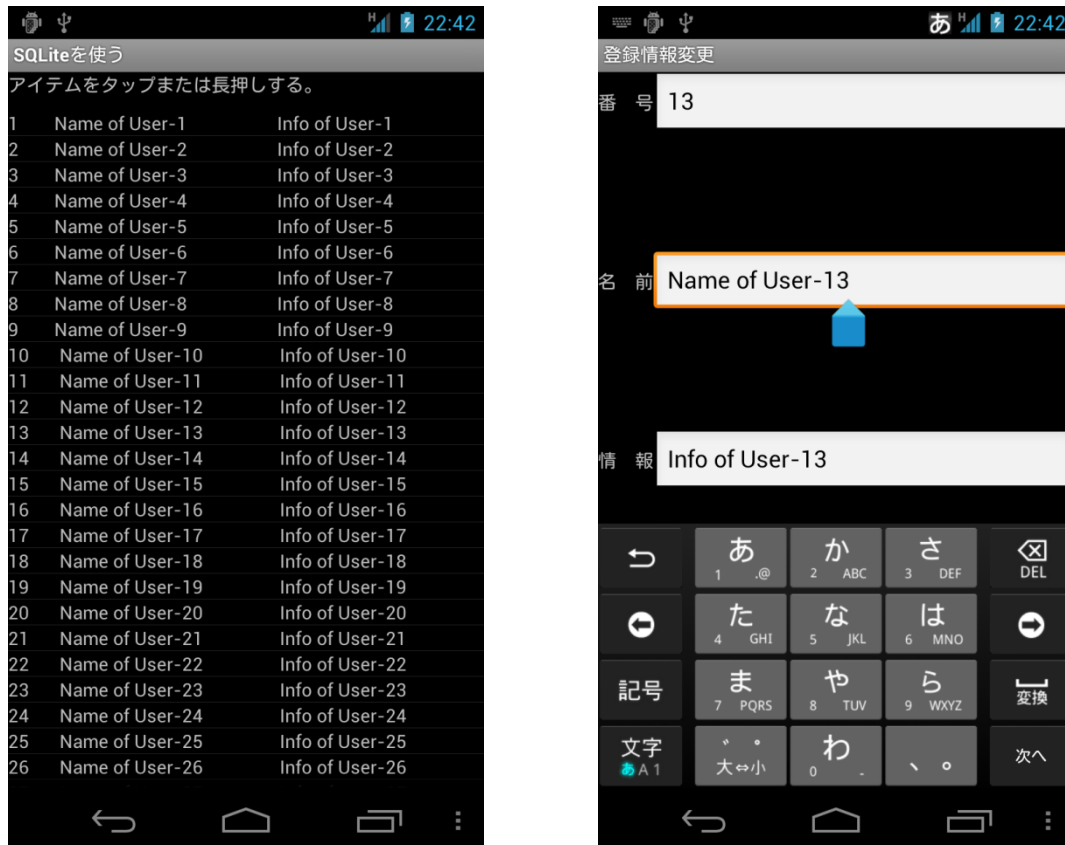 H 22:42
SQLiteを使う
アイテムをタップまたは長押しする。
1 Name of User-1 Info of User-1
2 Name of User-2 Info of User-2
3 Name of User-3 Info of User-3
4 Name of User-4 Info of User-4
5 Name of User-5 Info of User-5
6 Name of User-6 Info of User-6
7 Name of User-7 Info of User-7
8 Name of User-8 Info of User-8
9 Name of User-9 Info of User-9
10 Name of User-10 Info of User-10
11 Name of User-11 Info of User-11
12 Name of User-12 Info of User-12
13 Name of User-13 Info of User-13
14 Name of User-14 Info of User-14
15 Name of User-15 Info of User-15
16 Name of User-16 Info of User-16
17 Name of User-17 Info of User-17
18 Name of User-18 Info of User-18
19 Name of User-19 Info of User-19
20 Name of User-20 Info of User-20
21 Name of User-21 Info of User-21
22 Name of User-22 Info of User-22
23 Name of User-23 Info of User-23
24 Name of User-24 Info of User-24
25 Name of User-25 Info of User-25
26 Name of User-26 Info of User-26
あ H 22:42
登録情報変更
番 号 13
名 前 Name of User-13
情 報 Info of User-13
あ か さ
1 .@ 2 ABC 3 DEF DEL
た な は
4 GHI 5 JKL 6 MNO
記号 ま や ら 変換
7 PQRS 8 TUV 9 WXYZ
文字 ゛ ゜ わ 、 。 次へ
あA1 大⇔小 0 -